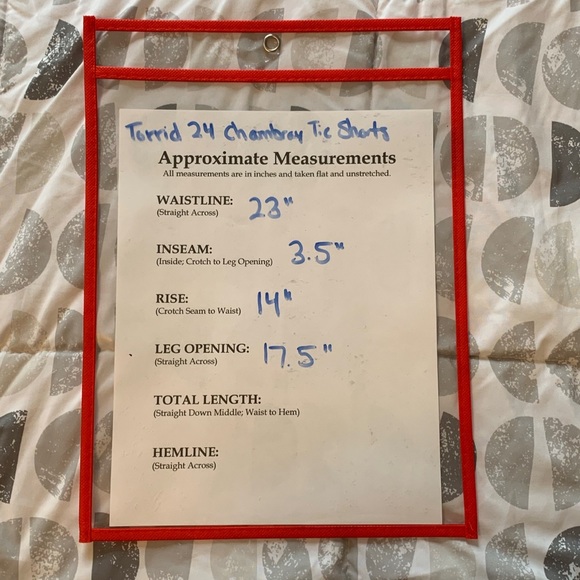 Torrid 24 Chambray Tie Shorts
Approximate Measurements
All measurements are in inches and taken flat and unstretched.
WAISTLINE: 23"
(Straight Across)
INSEAM: 3.5"
(Inside; Crotch to Leg Opening)
RISE: 14"
(Crotch Seam to Waist)
LEG OPENING: 17.5"
(Straight Across)
TOTAL LENGTH:
(Straight Down Middle; Waist to Hem)
HEMLINE:
(Straight Across)